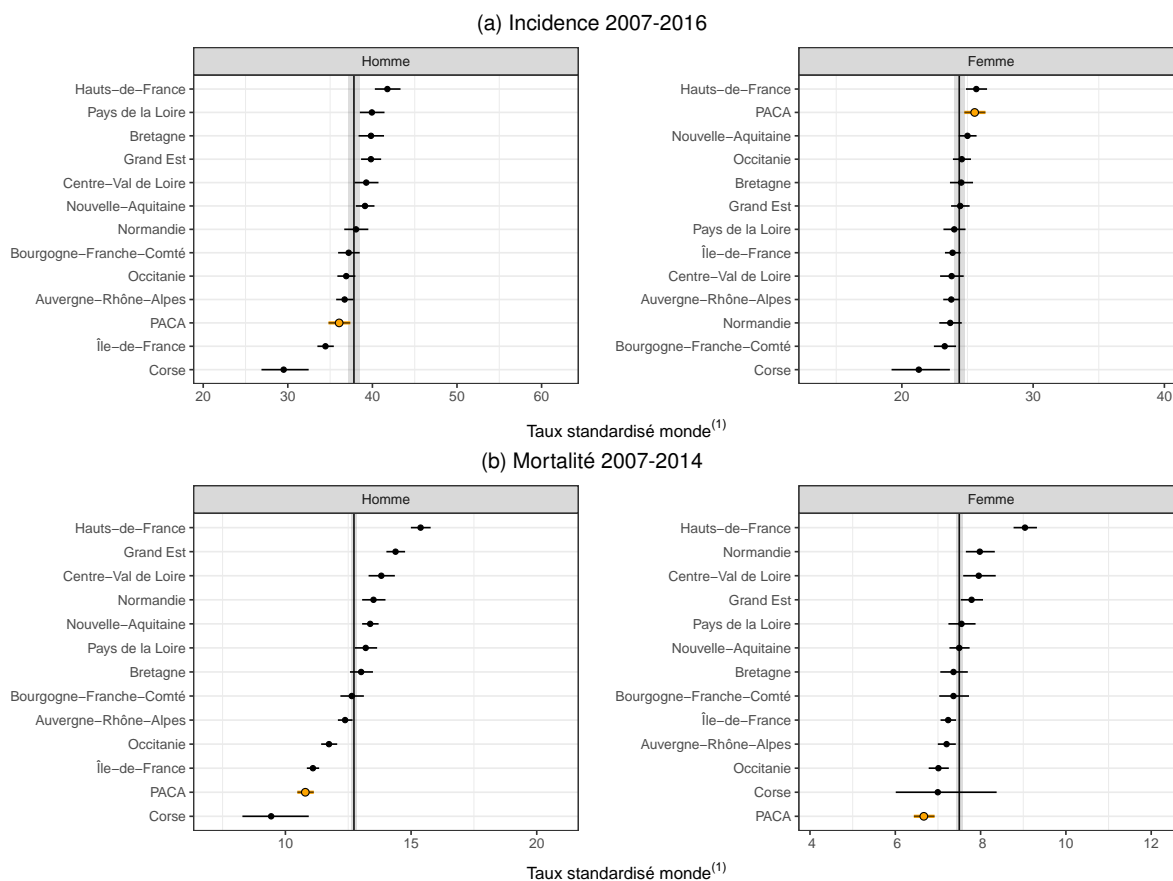 (a) Incidence 2007-2016
Homme
Hauts−de−France
Pays de la Loire
Bretagne
Grand Est
Centre−Val de Loire
Nouvelle−Aquitaine
Normandie
Bourgogne−Franche−Comté
Occitanie
Auvergne−Rhône−Alpes
PACA
Île−de−France
Corse
20 30 40 50 60
Femme
Hauts−de−France
PACA
Nouvelle−Aquitaine
Occitanie
Bretagne
Grand Est
Pays de la Loire
Île−de−France
Centre−Val de Loire
Auvergne−Rhône−Alpes
Normandie
Bourgogne−Franche−Comté
Corse
20 30 40
Taux standardisé monde(1)
(b) Mortalité 2007-2014
Homme
Hauts−de−France
Grand Est
Centre−Val de Loire
Normandie
Nouvelle−Aquitaine
Pays de la Loire
Bretagne
Bourgogne−Franche−Comté
Auvergne−Rhône−Alpes
Occitanie
Île−de−France
PACA
Corse
10 15 20
Femme
Hauts−de−France
Normandie
Centre−Val de Loire
Grand Est
Pays de la Loire
Nouvelle−Aquitaine
Bretagne
Bourgogne−Franche−Comté
Île−de−France
Auvergne−Rhône−Alpes
Occitanie
Corse
PACA
4 6 8 10 12
Taux standardisé monde(1)